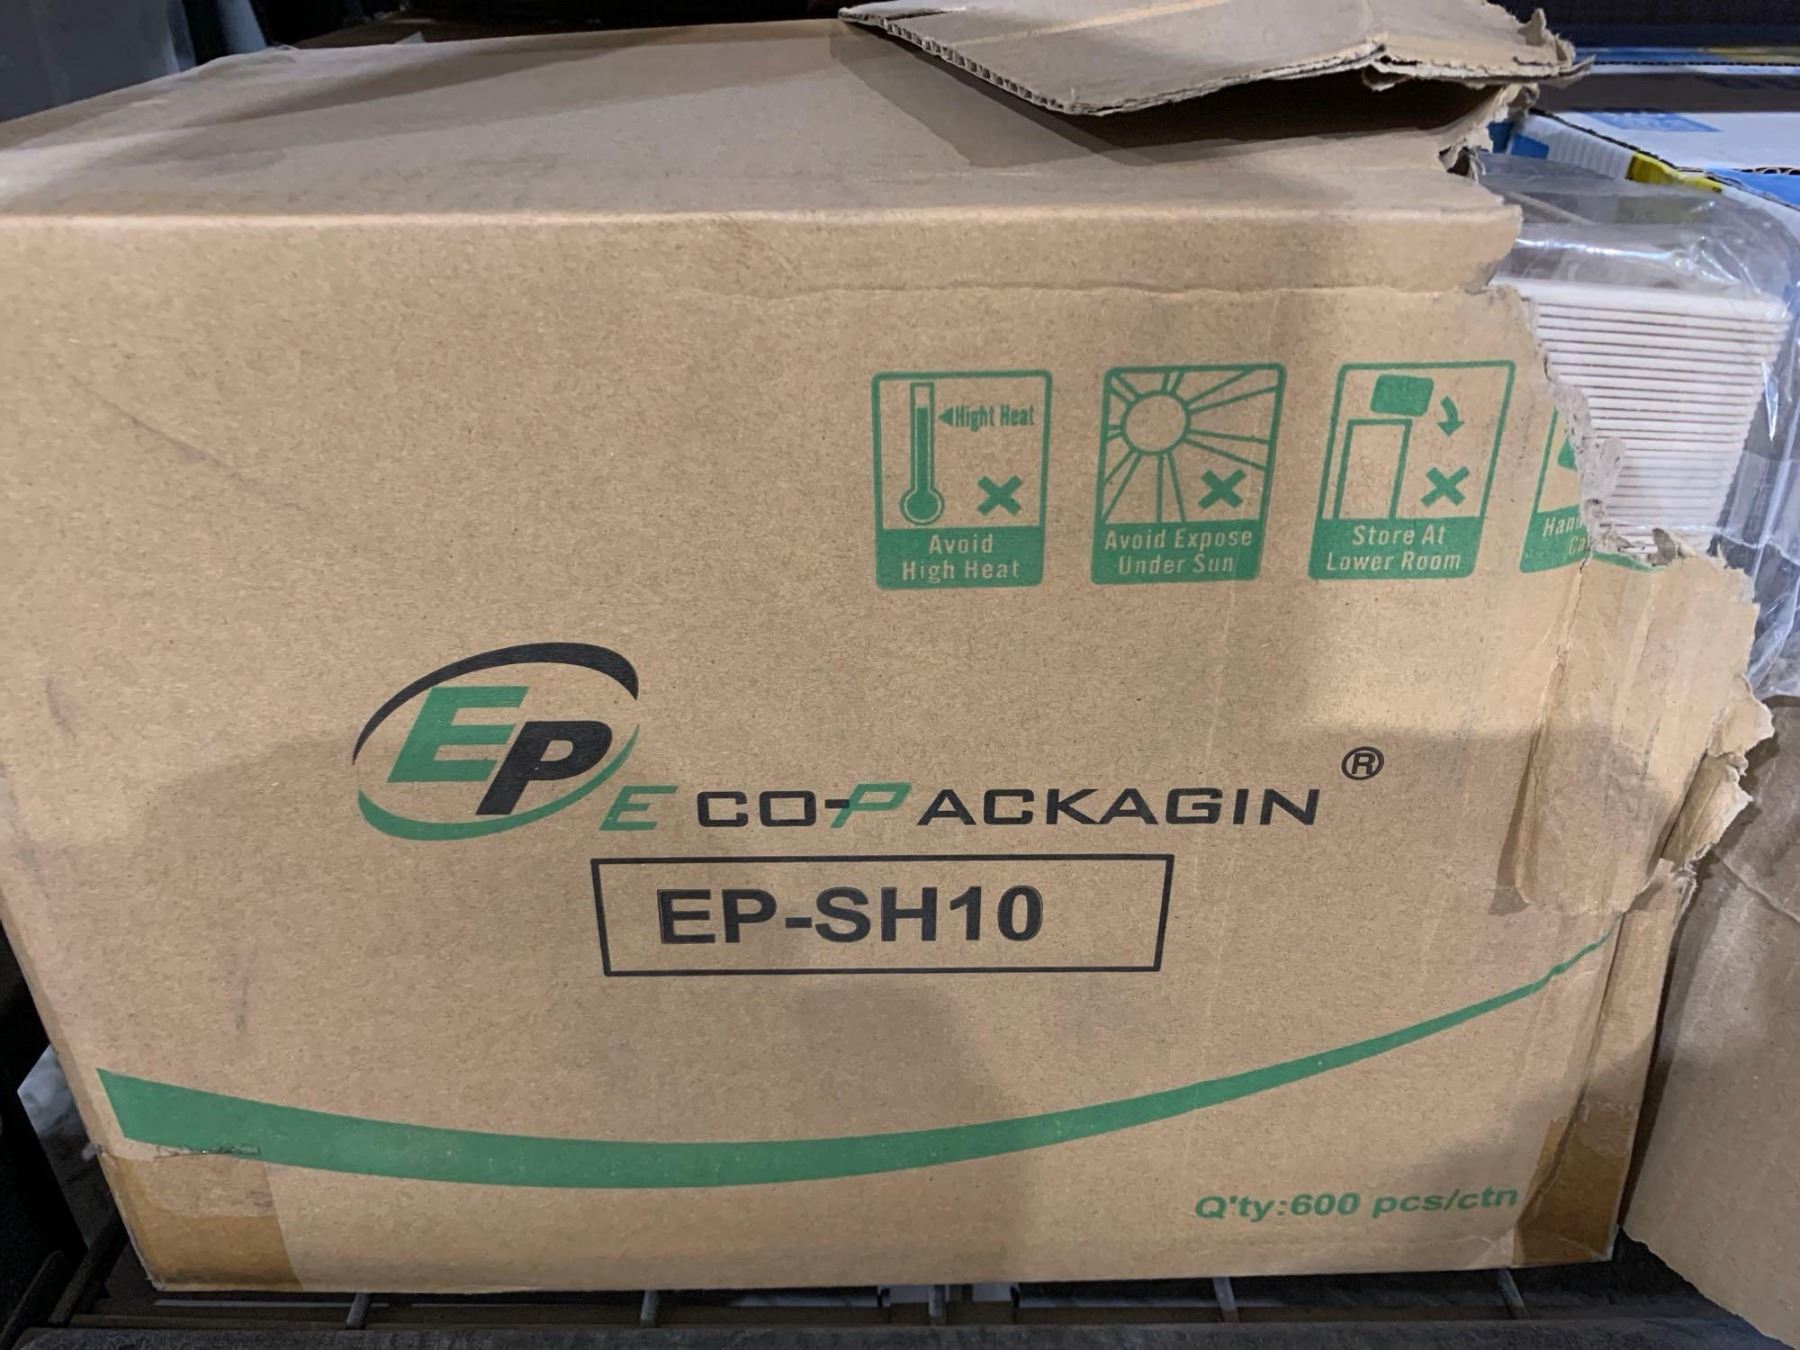 Hight Heat
Avoid
High Heat
Avoid Expose
Under Sun
Store At
Lower Room
EP
ECO-PACKAGIN ®
EP-SH10
Q'ty:600 pcs/ctn